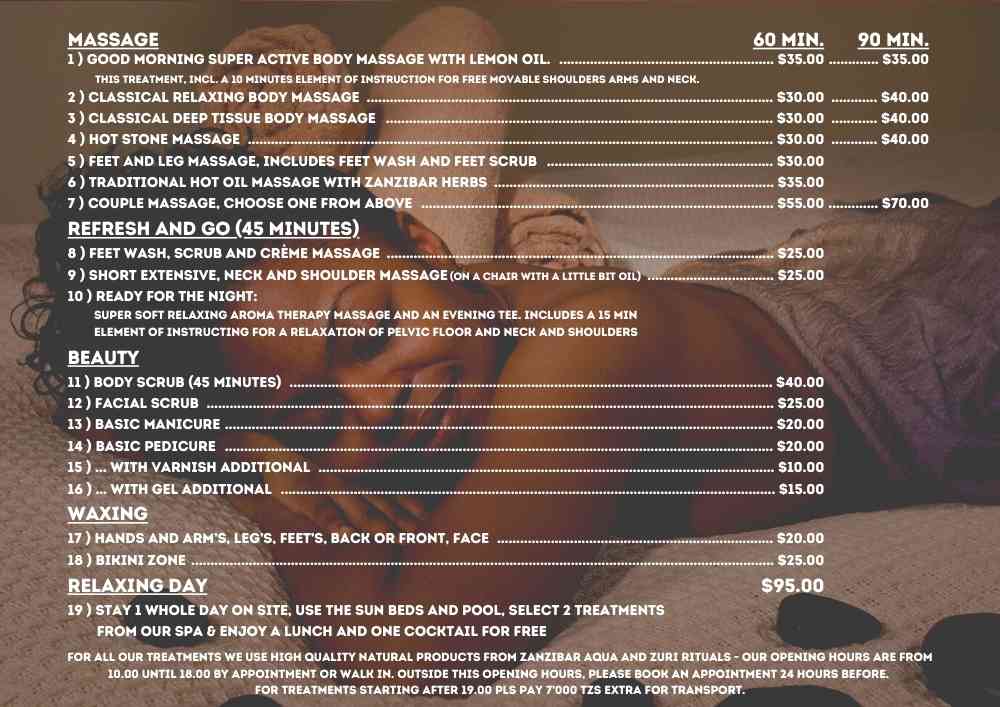 MASSAGE 60 MIN. 90 MIN.
1 ) GOOD MORNING SUPER ACTIVE BODY MASSAGE WITH LEMON OIL. ........ $35.00 ........ $35.00
THIS TREATMENT, INCL. A 10 MINUTES ELEMENT OF INSTRUCTION FOR FREE MOVABLE SHOULDERS ARMS AND NECK.
2 ) CLASSICAL RELAXING BODY MASSAGE ........ $30.00 ........ $40.00
3 ) CLASSICAL DEEP TISSUE BODY MASSAGE ........ $30.00 ........ $40.00
4 ) HOT STONE MASSAGE ........ $30.00 ........ $40.00
5 ) FEET AND LEG MASSAGE, INCLUDES FEET WASH AND FEET SCRUB ........ $30.00
6 ) TRADITIONAL HOT OIL MASSAGE WITH ZANZIBAR HERBS ........ $35.00
7 ) COUPLE MASSAGE, CHOOSE ONE FROM ABOVE ........ $55.00 ........ $70.00
REFRESH AND GO (45 MINUTES)
8 ) FEET WASH, SCRUB AND CRÈME MASSAGE ........ $25.00
9 ) SHORT EXTENSIVE, NECK AND SHOULDER MASSAGE (ON A CHAIR WITH A LITTLE BIT OIL) ........ $25.00
10 ) READY FOR THE NIGHT:
SUPER SOFT RELAXING AROMA THERAPY MASSAGE AND AN EVENING TEE. INCLUDES A 15 MIN
ELEMENT OF INSTRUCTING FOR A RELAXATION OF PELVIC FLOOR AND NECK AND SHOULDERS
BEAUTY
11 ) BODY SCRUB (45 MINUTES) ........ $40.00
12 ) FACIAL SCRUB ........ $25.00
13 ) BASIC MANICURE ........ $20.00
14 ) BASIC PEDICURE ........ $20.00
15 ) ... WITH VARNISH ADDITIONAL ........ $10.00
16 ) ... WITH GEL ADDITIONAL ........ $15.00
WAXING
17 ) HANDS AND ARM'S, LEG'S, FEET'S, BACK OR FRONT, FACE ........ $20.00
18 ) BIKINI ZONE ........ $25.00
RELAXING DAY $95.00
19 ) STAY 1 WHOLE DAY ON SITE, USE THE SUN BEDS AND POOL, SELECT 2 TREATMENTS
FROM OUR SPA & ENJOY A LUNCH AND ONE COCKTAIL FOR FREE
FOR ALL OUR TREATMENTS WE USE HIGH QUALITY NATURAL PRODUCTS FROM ZANZIBAR AQUA AND ZURI RITUALS - OUR OPENING HOURS ARE FROM
10.00 UNTIL 18.00 BY APPOINTMENT OR WALK IN. OUTSIDE THIS OPENING HOURS, PLEASE BOOK AN APPOINTMENT 24 HOURS BEFORE.
FOR TREATMENTS STARTING AFTER 19.00 PLS PAY 7'000 TZS EXTRA FOR TRANSPORT.